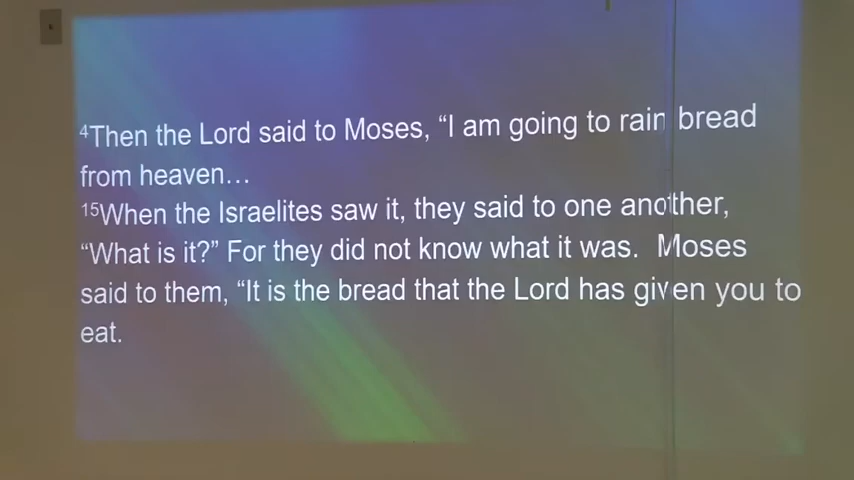 ⁴Then the Lord said to Moses, “I am going to rain bread
from heaven…
¹⁵When the Israelites saw it, they said to one another,
“What is it?” For they did not know what it was.  Moses
said to them, “It is the bread that the Lord has given you to
eat.